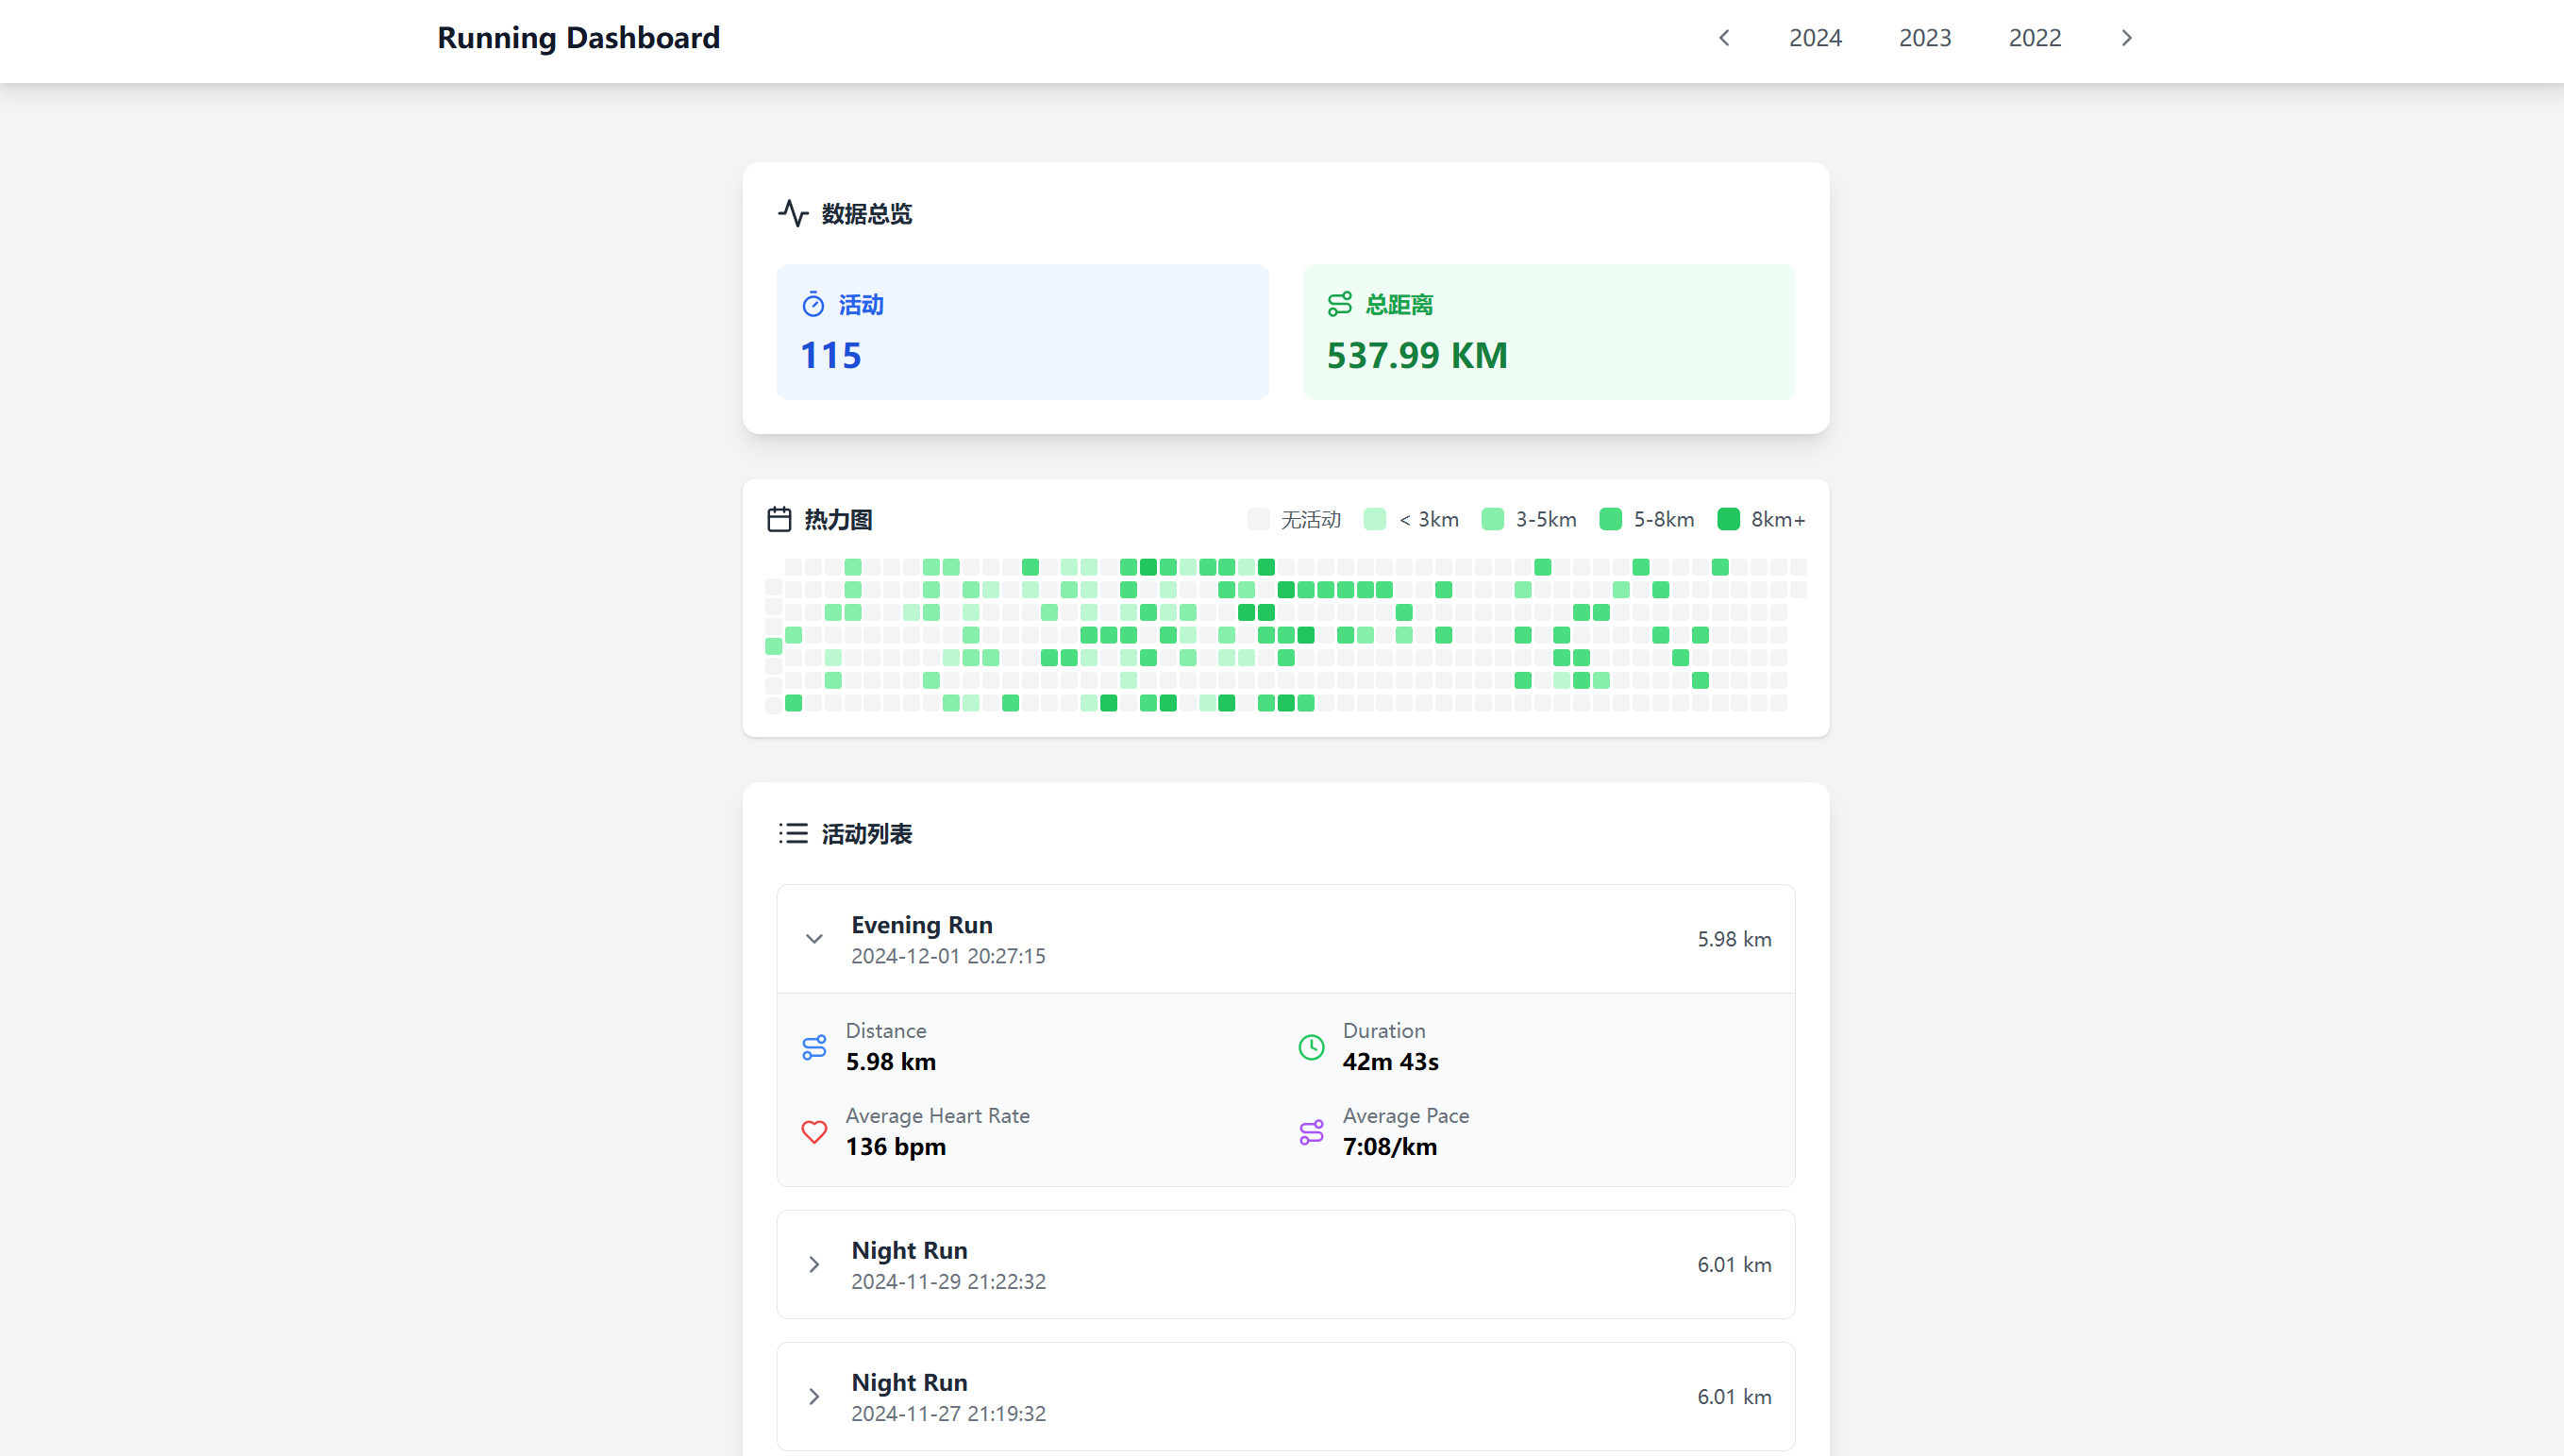 Running Dashboard
2024 2023 2022
数据总览
活动
115
总距离
537.99 KM
热力图
无活动 < 3km 3-5km 5-8km 8km+
活动列表
Evening Run
2024-12-01 20:27:15
5.98 km
Distance
5.98 km
Duration
42m 43s
Average Heart Rate
136 bpm
Average Pace
7:08/km
Night Run
2024-11-29 21:22:32
6.01 km
Night Run
2024-11-27 21:19:32
6.01 km